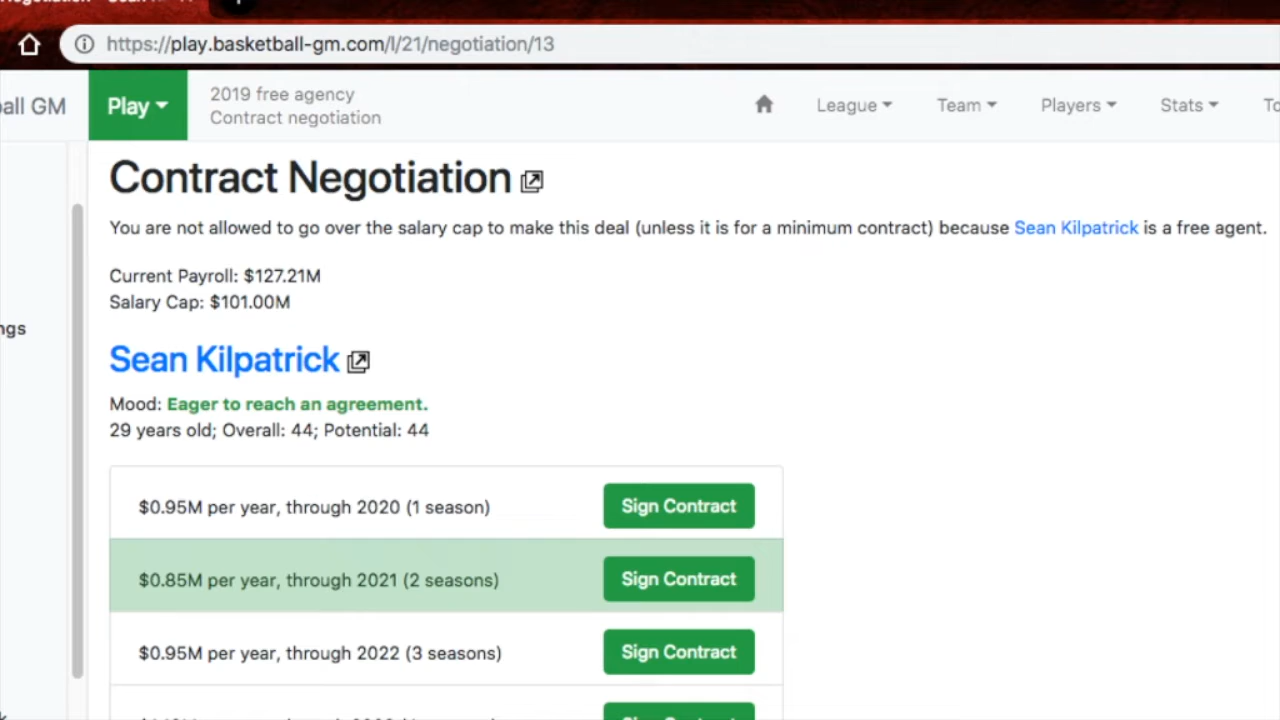 https://play.basketball-gm.com/l/21/negotiation/13
all GM
Play
2019 free agency
Contract negotiation
League
Team
Players
Stats
Contract Negotiation
You are not allowed to go over the salary cap to make this deal (unless it is for a minimum contract) because Sean Kilpatrick is a free agent.
Current Payroll: $127.21M
Salary Cap: $101.00M
ngs
Sean Kilpatrick
Mood: Eager to reach an agreement.
29 years old; Overall: 44; Potential: 44
$0.95M per year, through 2020 (1 season)
Sign Contract
$0.85M per year, through 2021 (2 seasons)
Sign Contract
$0.95M per year, through 2022 (3 seasons)
Sign Contract